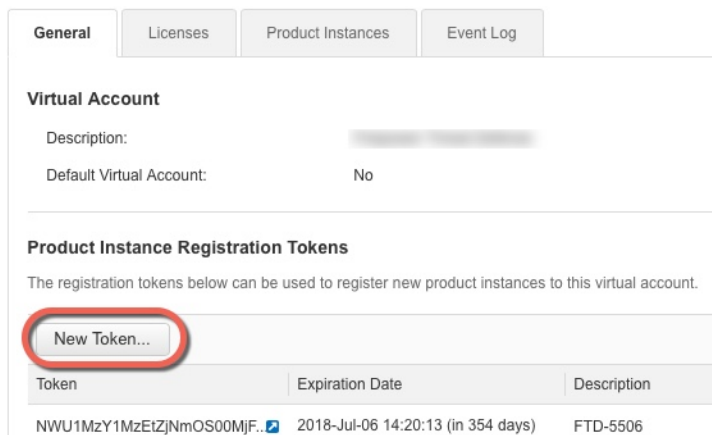 General Licenses Product Instances Event Log
Virtual Account
Description:
Default Virtual Account: No
Product Instance Registration Tokens
The registration tokens below can be used to register new product instances to this virtual account.
New Token...
Token Expiration Date Description
NWU1MzY1MzEtZjNmOS00MjF.. 2018-Jul-06 14:20:13 (in 354 days) FTD-5506